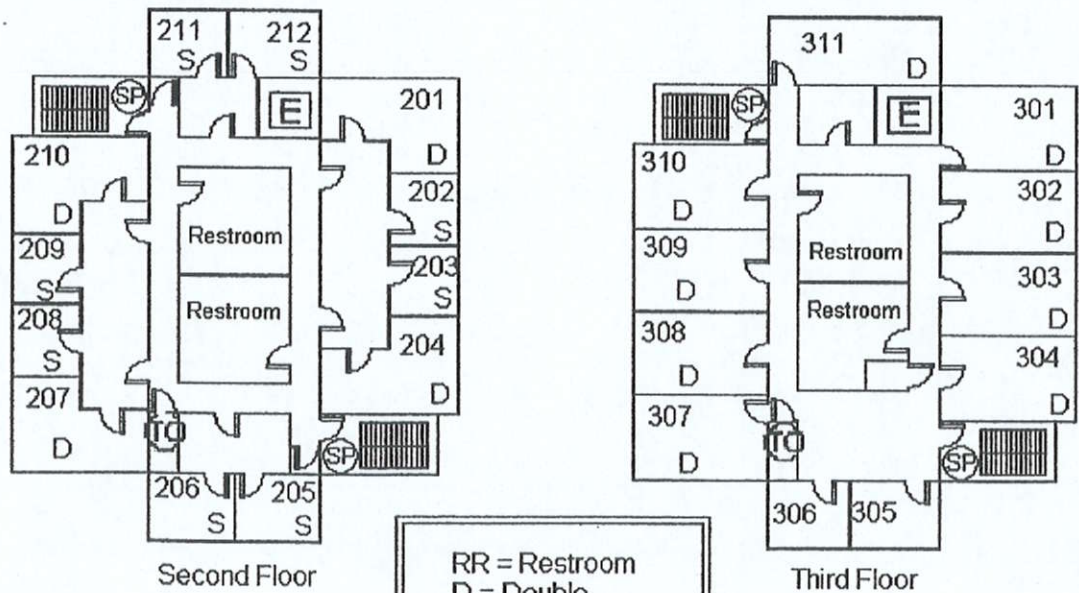 211
S
212
S
SP
E
201
D
210
D
202
S
209
S
Restroom
203
S
208
S
Restroom
204
D
207
D
TC
SP
206
S
205
S
Second Floor
311
D
SP
E
301
D
310
D
302
D
309
D
Restroom
303
D
308
D
Restroom
304
D
307
D
TC
SP
306
305
Third Floor
RR = Restroom
D = Double